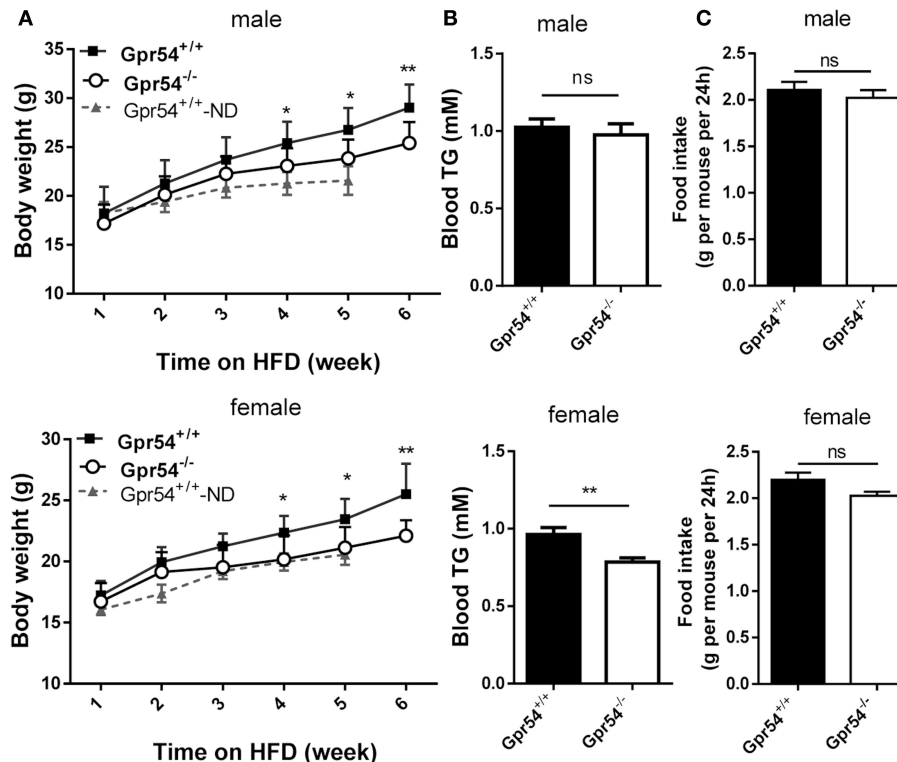 A
male
Body weight (g)
35
30
25
20
15
10
Gpr54+/+
Gpr54-/-
Gpr54+/+-ND
*
*
**
1
2
3
4
5
6
Time on HFD (week)
B
male
Blood TG (mM)
1.5
1.0
0.5
0.0
ns
Gpr54+/+
Gpr54-/-
C
male
Food intake
(g per mouse per 24h)
2.5
2.0
1.5
1.0
0.5
0.0
ns
Gpr54+/+
Gpr54-/-
female
Body weight (g)
30
25
20
15
10
Gpr54+/+
Gpr54-/-
Gpr54+/+-ND
*
*
**
1
2
3
4
5
6
Time on HFD (week)
female
Blood TG (mM)
1.5
1.0
0.5
0.0
**
Gpr54+/+
Gpr54-/-
female
Food intake
(g per mouse per 24h)
2.5
2.0
2.5
1.0
0.5
0.0
ns
Gpr54+/+
Gpr54-/-